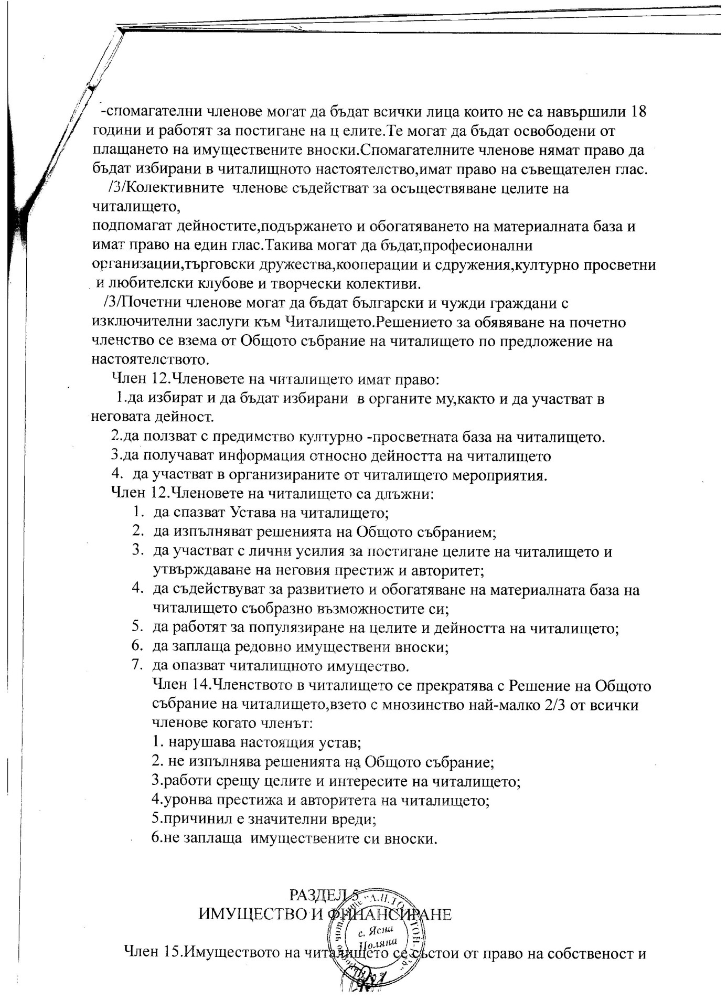 -спомагателни членове могат да бъдат всички лица които не са навършили 18
години и работят за постигане на ц елите.Те могат да бъдат освободени от
плащането на имуществените вноски.Спомагателните членове нямат право да
бъдат избирани в читалищното настоятелство,имат право на съвещателен глас.
/3/Колективните членове съдействат за осъществяване целите на
читалището,
подпомагат дейностите,подържането и обогатяването на материалната база и
имат право на един глас.Такива могат да бъдат,професионални
организации,търговски дружества,кооперации и сдружения,културно просветни
и любителски клубове и творчески колективи.
/3/Почетни членове могат да бъдат български и чужди граждани с
изключителни заслуги към Читалището.Решението за обявяване на почетно
членство се взема от Общото събрание на читалището по предложение на
настоятелството.
Член 12.Членовете на читалището имат право:
1.да избират и да бъдат избирани в органите му,както и да участват в
неговата дейност.
2.да ползват с предимство културно -просветната база на читалището.
3.да получават информация относно дейността на читалището
4. да участват в организираните от читалището мероприятия.
Член 12.Членовете на читалището са длъжни:
1. да спазват Устава на читалището;
2. да изпълняват решенията на Общото събранием;
3. да участват с лични усилия за постигане целите на читалището и
утвърждаване на неговия престиж и авторитет;
4. да съдействуват за развитието и обогатяване на материалната база на
читалището съобразно възможностите си;
5. да работят за популязиране на целите и дейността на читалището;
6. да заплаща редовно имуществени вноски;
7. да опазват читалищното имущество.
Член 14.Членството в читалището се прекратява с Решение на Общото
събрание на читалището,взето с мнозинство най-малко 2/3 от всички
членове когато членът:
1. нарушава настоящия устав;
2. не изпълнява решенията на Общото събрание;
3.работи срещу целите и интересите на читалището;
4.уронва престижа и авторитета на читалището;
5.причинил е значителни вреди;
6.не заплаща имуществените си вноски.
РАЗДЕЛ 5
ИМУЩЕСТВО И ФИНАНСИРАНЕ
с. Ясна
Поляна
Член 15.Имуществото на читалището се състои от право на собственост и